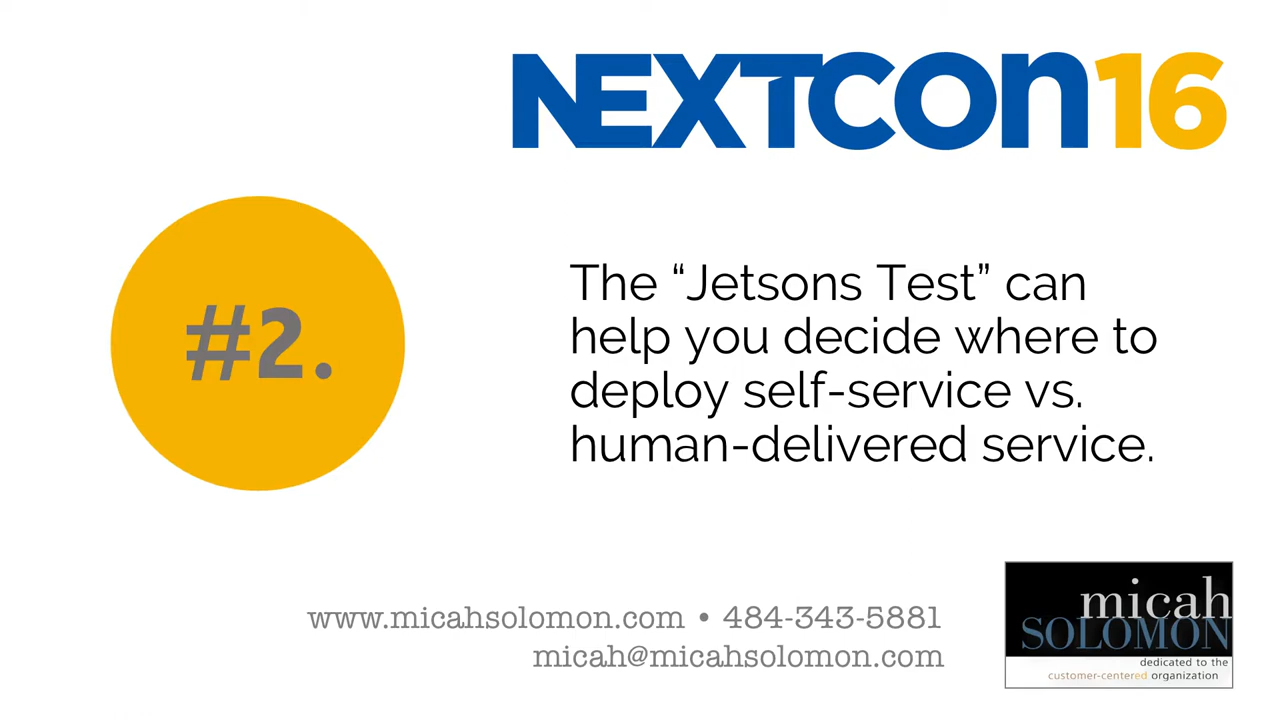 NEXTCON16
#2.
The “Jetsons Test” can
help you decide where to
deploy self-service vs.
human-delivered service.
www.micahsolomon.com • 484-343-5881
micah@micahsolomon.com
micah
SOLOMON
dedicated to the
customer-centered organization